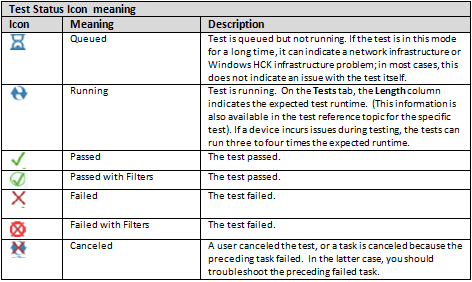 Test Status Icon meaning
Icon Meaning Description
Queued Test is queued but not running. If the test is in this mode
for a long time, it can indicate a network infrastructure or
Windows HCK infrastructure problem; in most cases, this
does not indicate an issue with the test itself.
Running Test is running. On the Tests tab, the Length column
indicates the expected test runtime. (This information is
also available in the test reference topic for the specific
test). If a device incurs issues during testing, the tests can
run three to four times the expected runtime.
Passed The test passed.
Passed with Filters The test passed.
Failed The test failed.
Failed with Filters The test failed.
Canceled A user canceled the test, or a task is canceled because the
preceding task failed. In the latter case, you should
troubleshoot the preceding failed task.